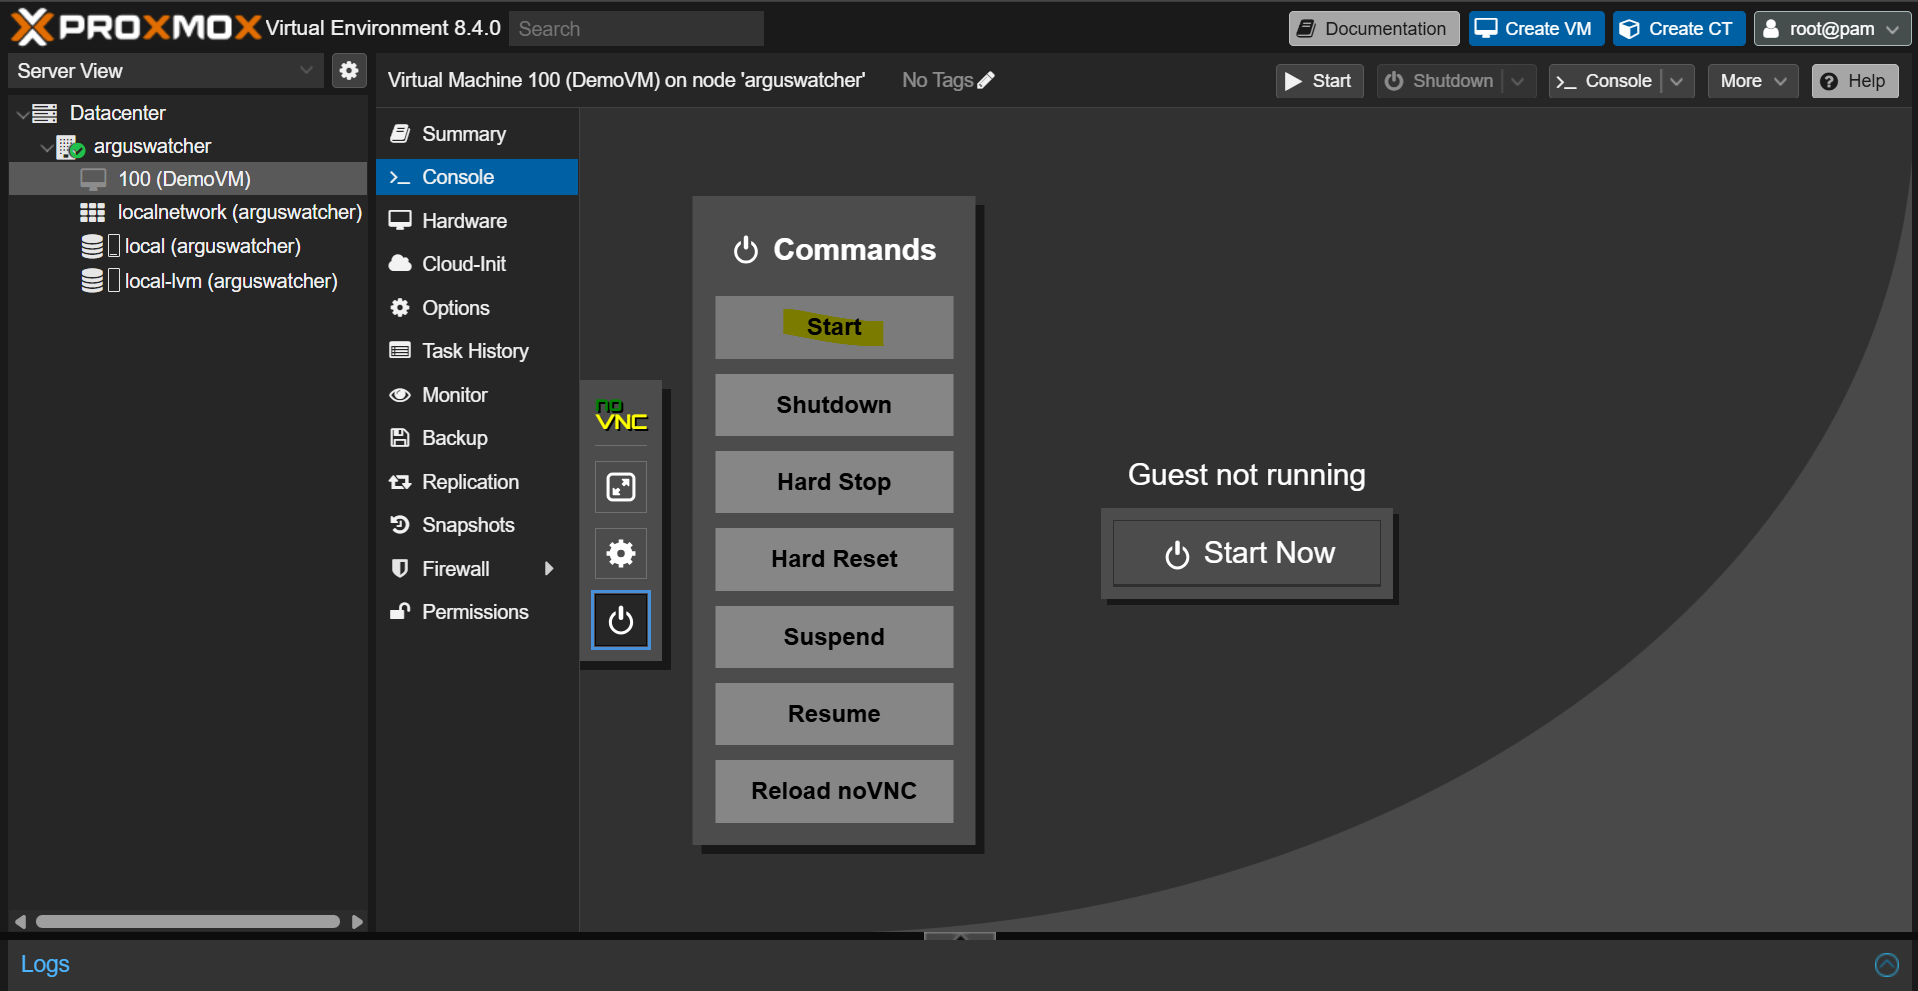 PROXMOX Virtual Environment 8.4.0 Search Documentation Create VM Create CT root@pam
Server View
Virtual Machine 100 (DemoVM) on node 'arguswatcher' No Tags Start Shutdown Console More Help
Datacenter
arguswatcher
100 (DemoVM)
localnetwork (arguswatcher)
local (arguswatcher)
local-lvm (arguswatcher)
Summary
Console
Hardware
Cloud-Init
Options
Task History
Monitor
Backup
Replication
Snapshots
Firewall
Permissions
no
VNC
Commands
Start
Shutdown
Hard Stop
Hard Reset
Suspend
Resume
Reload noVNC
Guest not running
Start Now
Logs